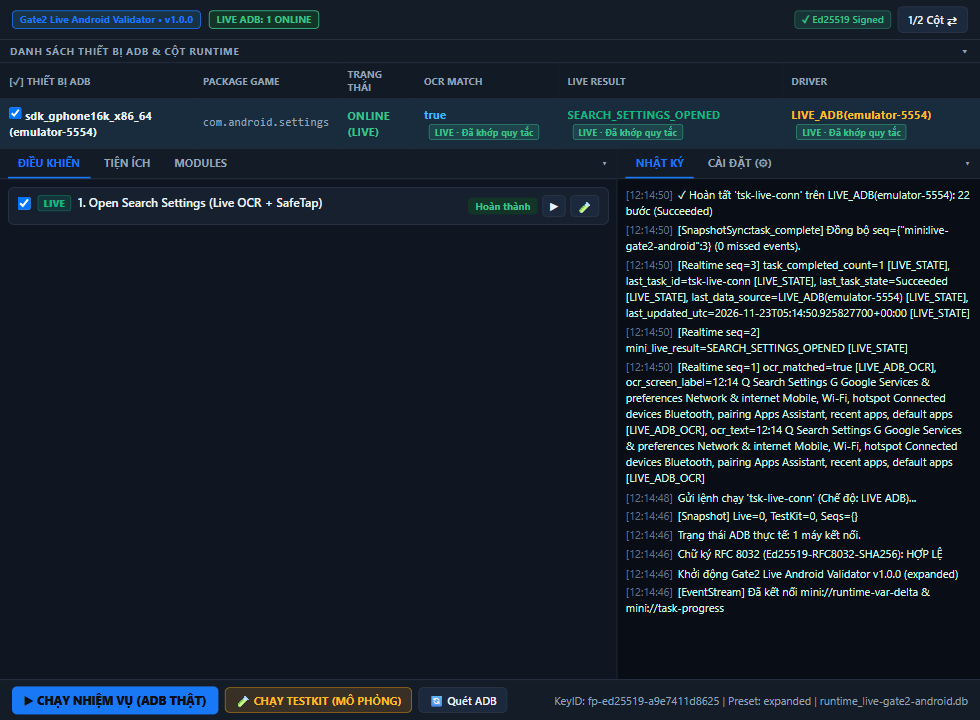 Gate2 Live Android Validator • v1.0.0
LIVE ADB: 1 ONLINE
✓ Ed25519 Signed
1/2 Cột ⇄
DANH SÁCH THIẾT BỊ ADB & CỘT RUNTIME
[✓] THIẾT BỊ ADB
PACKAGE GAME
TRẠNG
THÁI
OCR MATCH
LIVE RESULT
DRIVER
sdk_gphone16k_x86_64
(emulator-5554)
com.android.settings
ONLINE
(LIVE)
true
LIVE · Đã khớp quy tắc
SEARCH_SETTINGS_OPENED
LIVE · Đã khớp quy tắc
LIVE_ADB(emulator-5554)
LIVE · Đã khớp quy tắc
ĐIỀU KHIỂN
TIỆN ÍCH
MODULES
LIVE
1. Open Search Settings (Live OCR + SafeTap)
Hoàn thành
NHẬT KÝ
CÀI ĐẶT (⚙)
[12:14:50] ✓ Hoàn tất 'tsk-live-conn' trên LIVE_ADB(emulator-5554): 22
bước (Succeeded)
[12:14:50] [SnapshotSync:task_complete] Đồng bộ seq={"mini:live-
gate2-android":3} (0 missed events).
[12:14:50] [Realtime seq=3] task_completed_count=1 [LIVE_STATE],
last_task_id=tsk-live-conn [LIVE_STATE], last_task_state=Succeeded
[LIVE_STATE], last_data_source=LIVE_ADB(emulator-5554) [LIVE_STATE],
last_updated_utc=2026-11-23T05:14:50.925827700+00:00 [LIVE_STATE]
[12:14:50] [Realtime seq=2]
mini_live_result=SEARCH_SETTINGS_OPENED [LIVE_STATE]
[12:14:50] [Realtime seq=1] ocr_matched=true [LIVE_ADB_OCR],
ocr_screen_label=12:14 Q Search Settings G Google Services &
preferences Network & internet Mobile, Wi-Fi, hotspot Connected
devices Bluetooth, pairing Apps Assistant, recent apps, default apps
[LIVE_ADB_OCR], ocr_text=12:14 Q Search Settings G Google Services
& preferences Network & internet Mobile, Wi-Fi, hotspot Connected
devices Bluetooth, pairing Apps Assistant, recent apps, default apps
[LIVE_ADB_OCR]
[12:14:48] Gửi lệnh chạy 'tsk-live-conn' (Chế độ: LIVE ADB)...
[12:14:46] [Snapshot] Live=0, TestKit=0, Seqs={}
[12:14:46] Trạng thái ADB thực tế: 1 máy kết nối.
[12:14:46] Chữ ký RFC 8032 (Ed25519-RFC8032-SHA256): HỢP LỆ
[12:14:46] Khởi động Gate2 Live Android Validator v1.0.0 (expanded)
[12:14:46] [EventStream] Đã kết nối mini://runtime-var-delta &
mini://task-progress
▶ CHẠY NHIỆM VỤ (ADB THẬT)
CHẠY TESTKIT (MÔ PHỎNG)
Quét ADB
KeyID: fp-ed25519-a9e7411d8625 | Preset: expanded | runtime_live-gate2-android.db